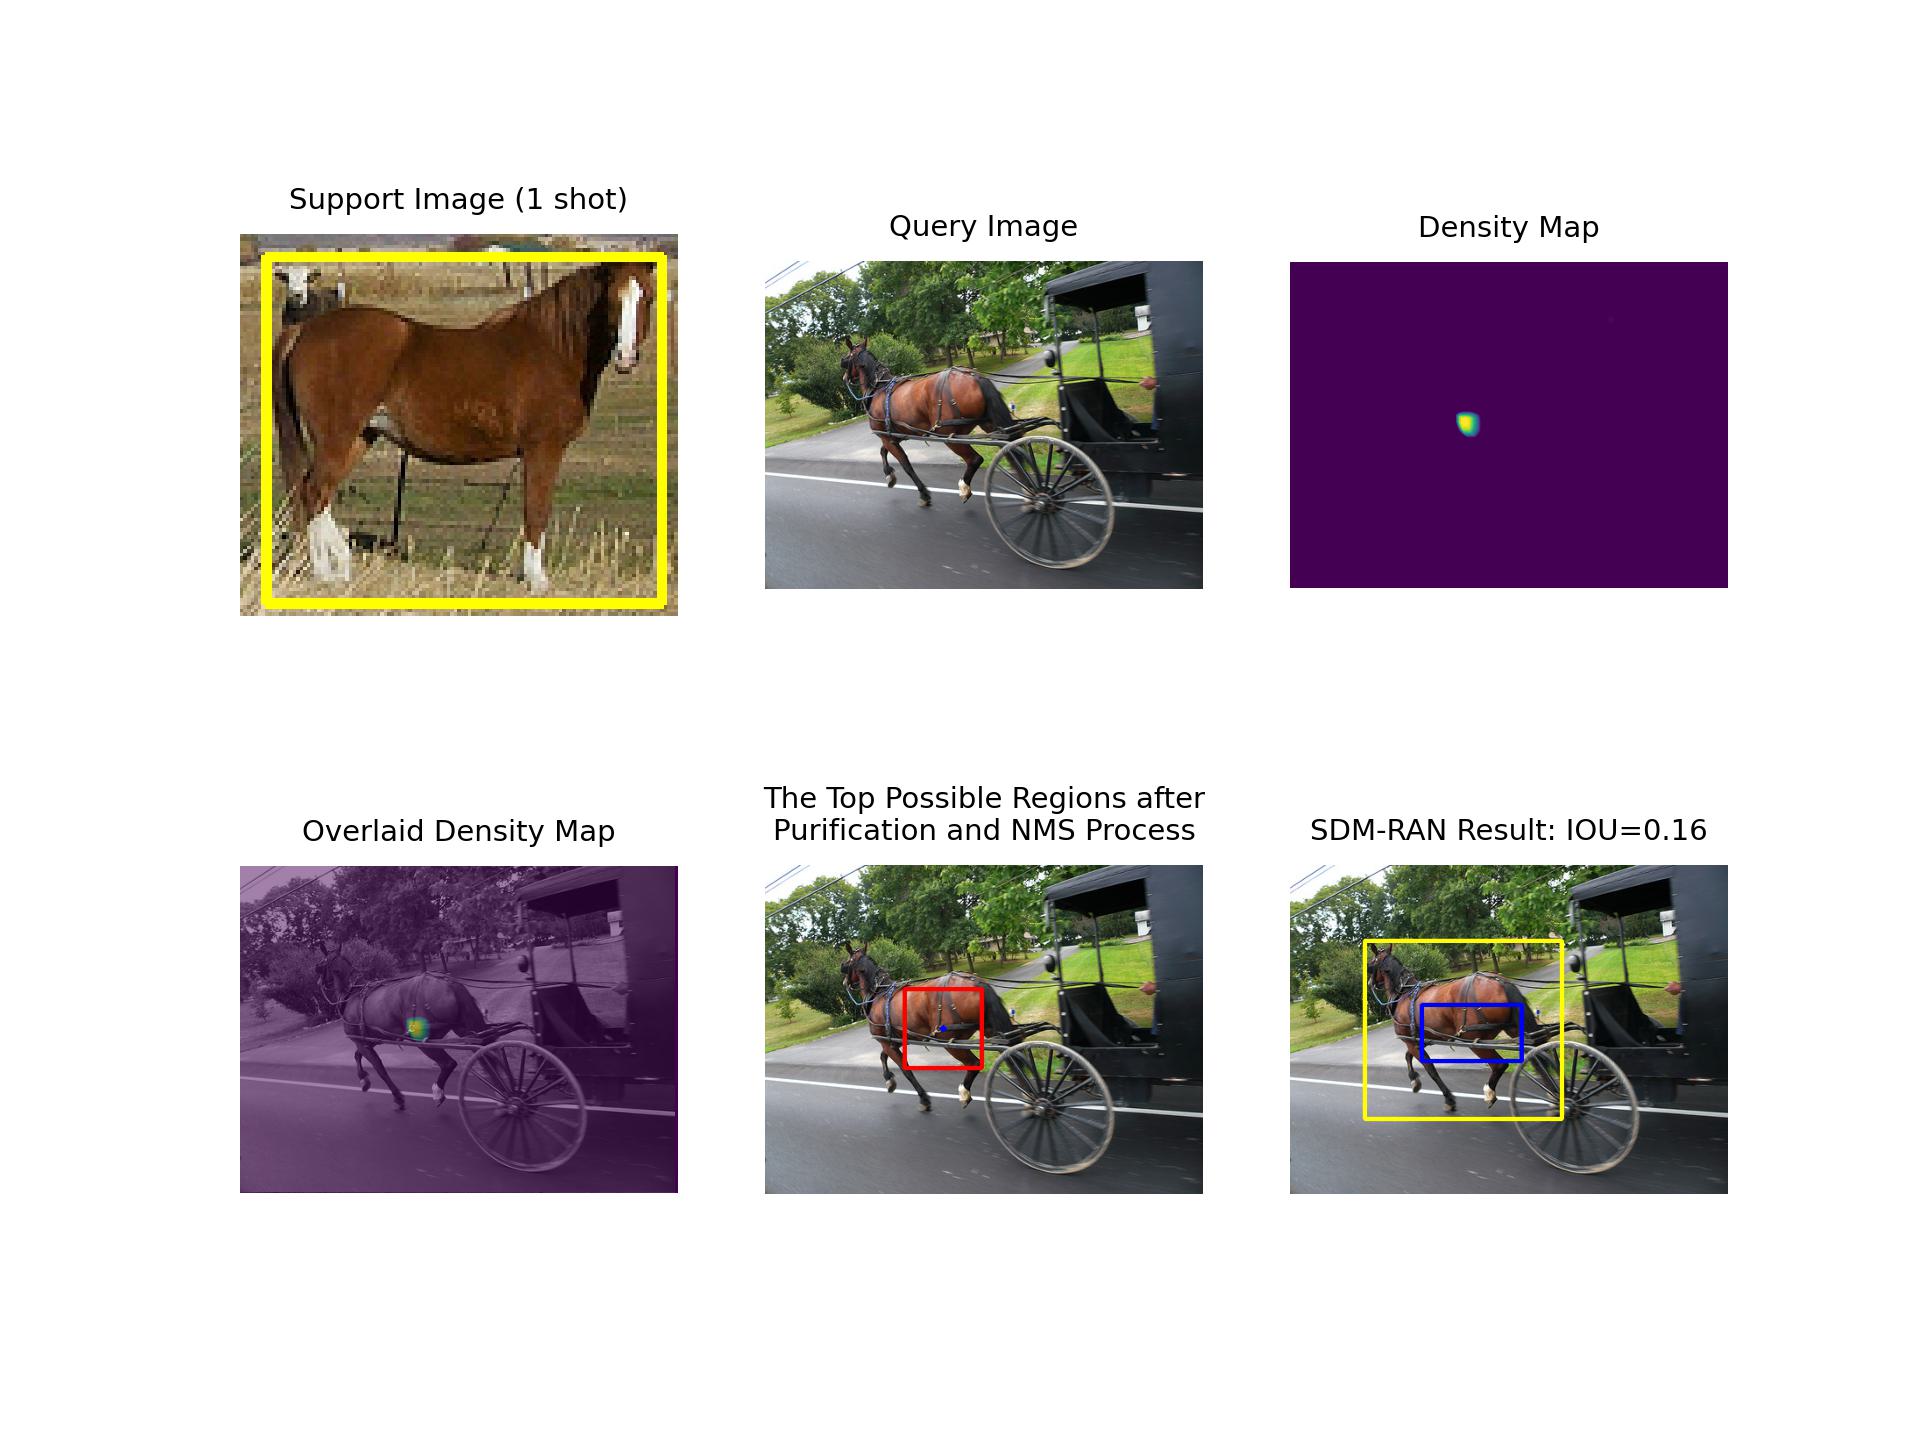 Support Image (1 shot)
Query Image
Density Map
Overlaid Density Map
The Top Possible Regions after
Purification and NMS Process
SDM-RAN Result: IOU=0.16